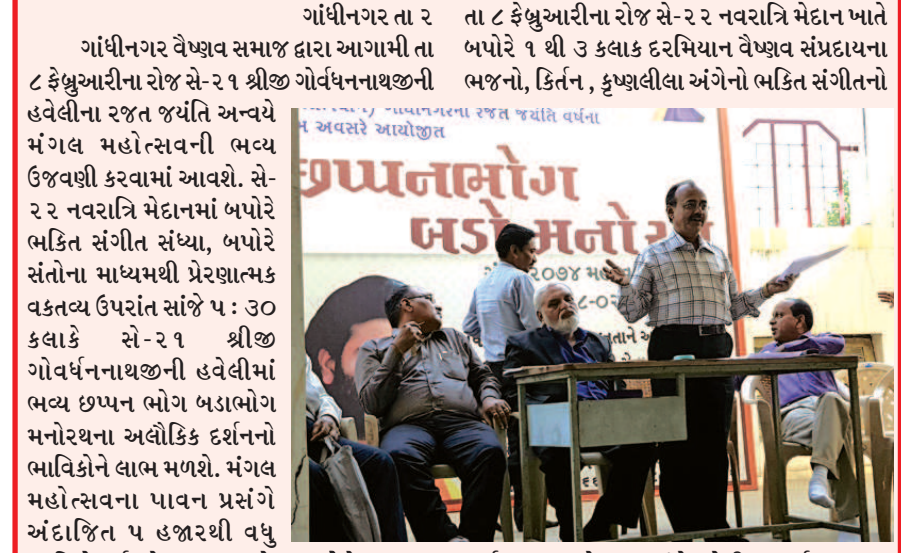 ગાંધીનગર તા ૨
ગાંધીનગર વૈષ્ણવ સમાજ દ્વારા આગામી તા
૮ ફેબ્રુઆરીના રોજ સે-૨૧ શ્રીજી ગોર્વધનનાથજીની
હવેલીના રજત જયંતિ અન્વયે
મંગલ મહોત્સવની ભવ્ય
ઉજવણી કરવામાં આવશે. સે-
૨૨ નવરાત્રિ મેદાનમાં બપોરે
ભકિત સંગીત સંધ્યા, બપોરે
સંતોના માધ્યમથી પ્રેરણાત્મક
વકતવ્ય ઉપરાંત સાંજે ૫ : ૩૦
કલાકે સે-૨૧ શ્રીજી
ગોવર્ધનનાથજીની હવેલીમાં
ભવ્ય છપ્પન ભોગ બડાભોગ
મનોરથના અલૌકિક દર્શનનો
ભાવિકોને લાભ મળશે. મંગલ
મહોત્સવના પાવન પ્રસંગે
અંદાજિત ૫ હજારથી વધુ
તા ૮ ફેબ્રુઆરીના રોજ સે-૨૨ નવરાત્રિ મેદાન ખાતે
બપોરે ૧ થી ૩ કલાક દરમિયાન વૈષ્ણવ સંપ્રદાયના
ભજનો, કિર્તન , કૃષ્ણલીલા અંગેનો ભકિત સંગીતનો
ગાંધીનગરના રજત જયંતિ વર્ષના
અવસરે આયોજીત
છપ્પનભોગ
બડો મનો
૨૦૭૪